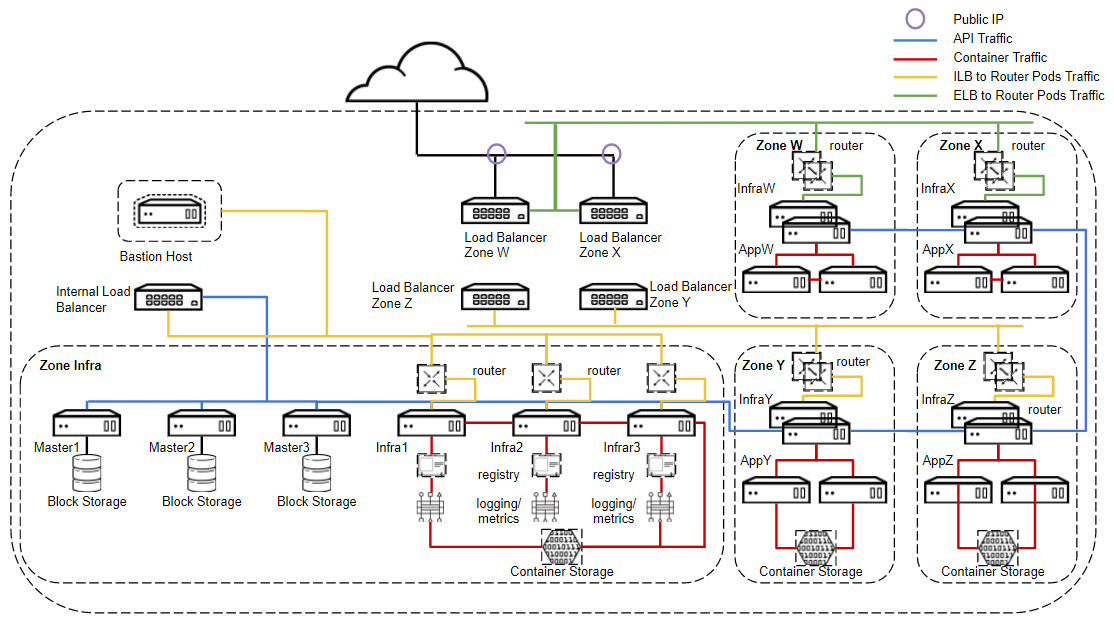 Public IP
API Traffic
Container Traffic
ILB to Router Pods Traffic
ELB to Router Pods Traffic
Zone W
router
InfraW
AppW
Zone X
router
InfraX
AppX
Bastion Host
Load Balancer
Zone W
Load Balancer
Zone X
Internal Load
Balancer
Load Balancer
Zone Z
Load Balancer
Zone Y
Zone Infra
router
router
Master1
Master2
Master3
Block Storage
Block Storage
Block Storage
Infra1
Infra2
Infrar3
registry
registry
logging/
metrics
logging/
metrics
Container Storage
Zone Y
router
InfraY
AppY
Container Storage
Zone Z
InfraZ
router
AppZ
Container Storage